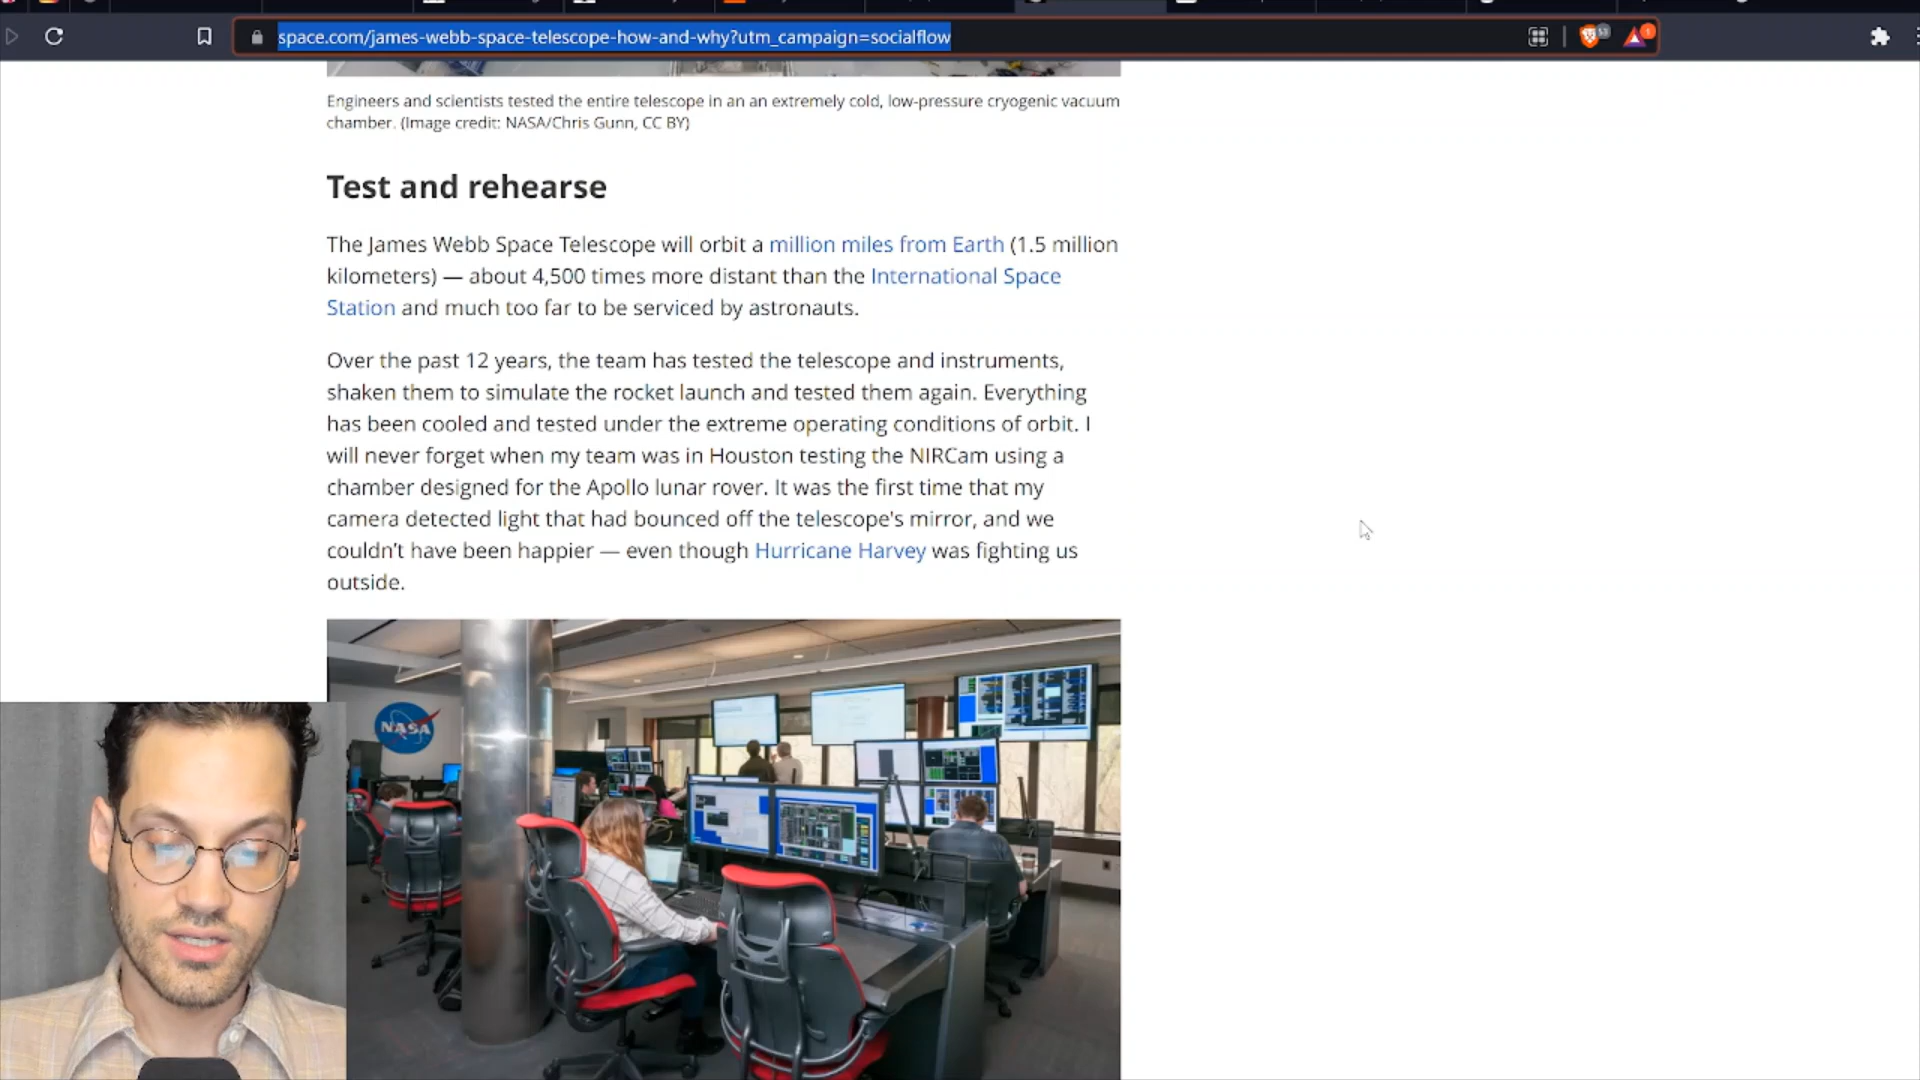 space.com/james-webb-space-telescope-how-and-why?utm_campaign=socialflow
Engineers and scientists tested the entire telescope in an an extremely cold, low-pressure cryogenic vacuum
chamber. (Image credit: NASA/Chris Gunn, CC BY)
Test and rehearse
The James Webb Space Telescope will orbit a million miles from Earth (1.5 million
kilometers) — about 4,500 times more distant than the International Space
Station and much too far to be serviced by astronauts.
Over the past 12 years, the team has tested the telescope and instruments,
shaken them to simulate the rocket launch and tested them again. Everything
has been cooled and tested under the extreme operating conditions of orbit. I
will never forget when my team was in Houston testing the NIRCam using a
chamber designed for the Apollo lunar rover. It was the first time that my
camera detected light that had bounced off the telescope's mirror, and we
couldn't have been happier — even though Hurricane Harvey was fighting us
outside.
NASA